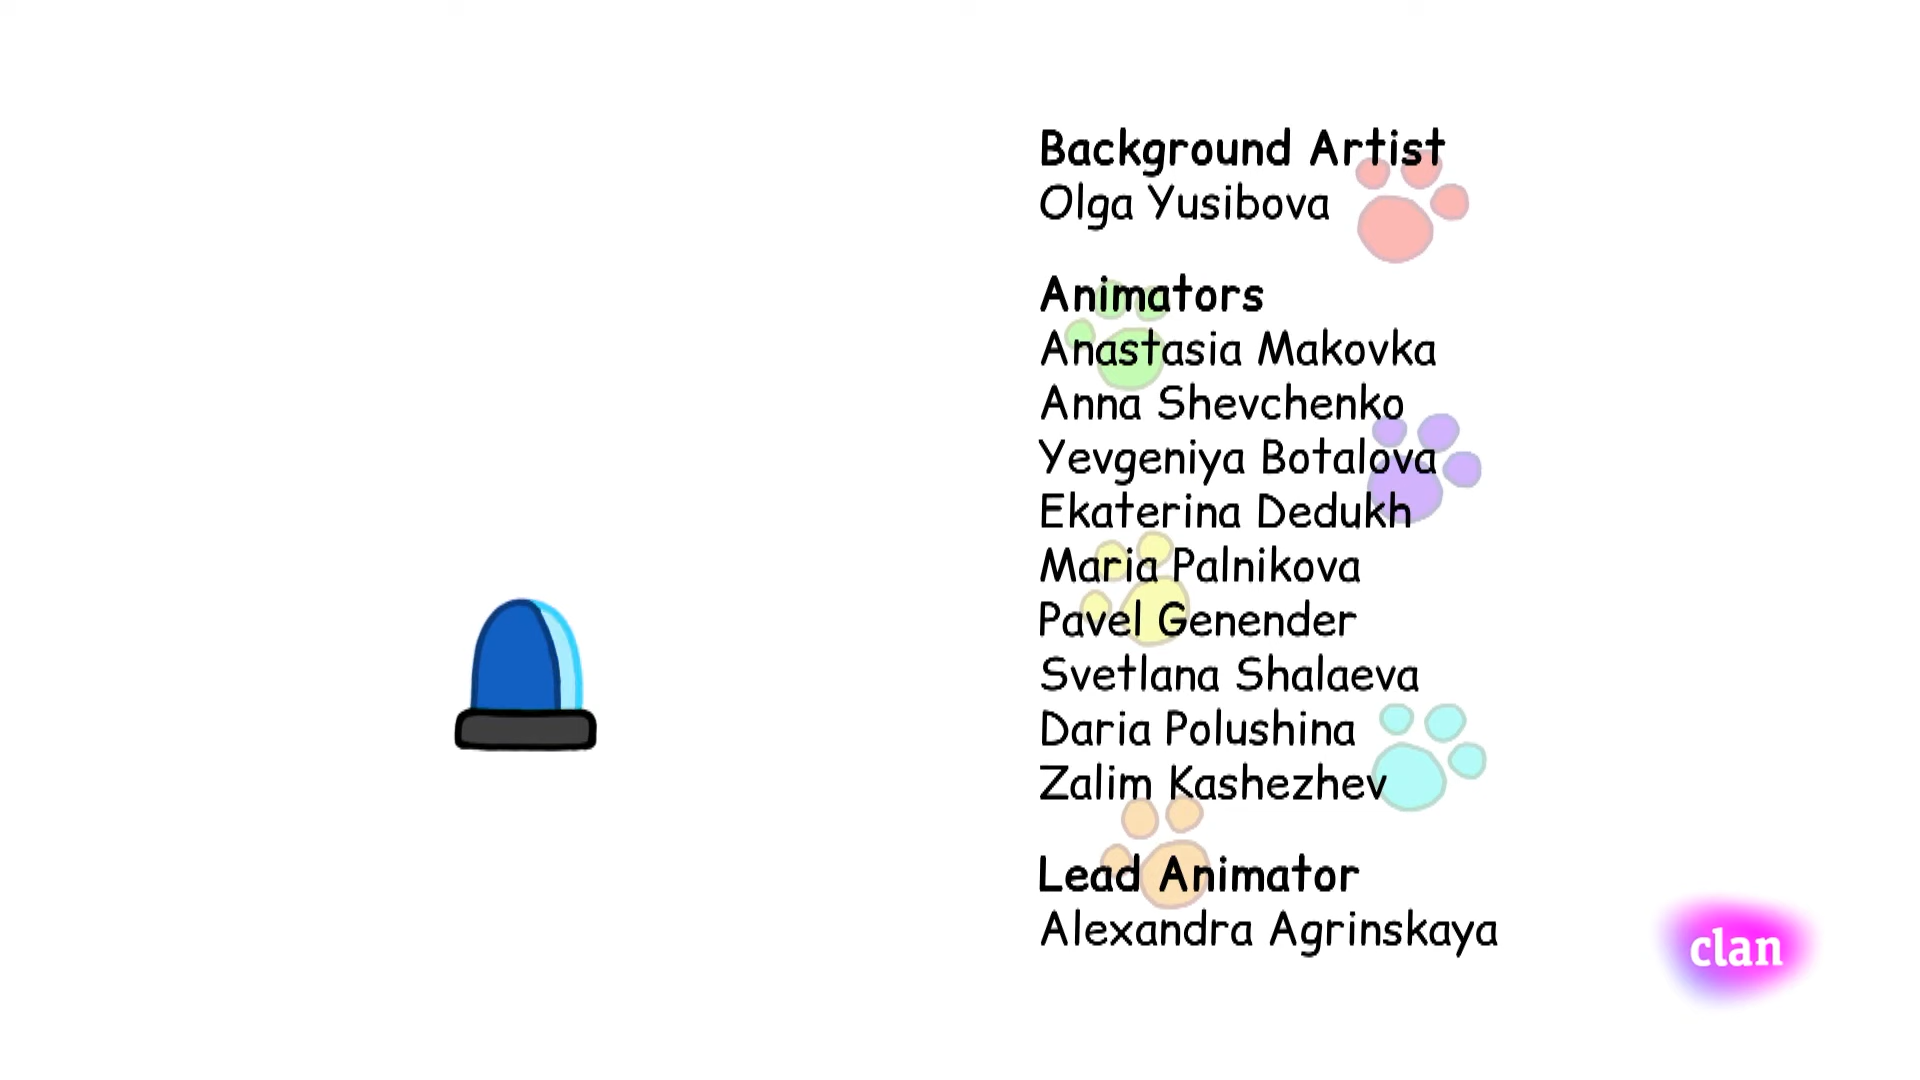 Background Artist
Olga Yusibova
Animators
Anastasia Makovka
Anna Shevchenko
Yevgeniya Botalova
Ekaterina Dedukh
Maria Palnikova
Pavel Genender
Svetlana Shalaeva
Daria Polushina
Zalim Kashezhev
Lead Animator
Alexandra Agrinskaya
clan